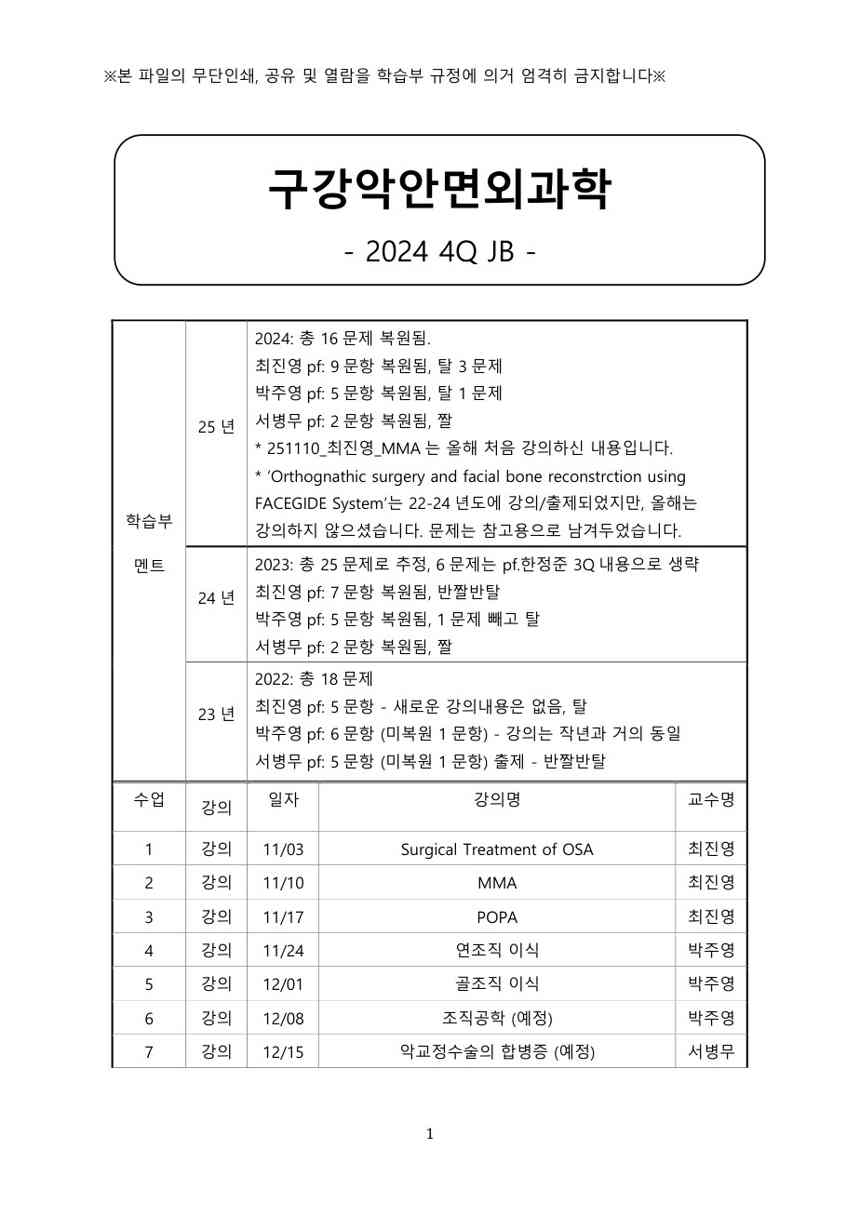 ※본 파일의 무단인쇄, 공유 및 열람을 학습부 규정에 의거 엄격히 금지합니다※
구강악안면외과학
- 2024 4Q JB -
학습부
멘트
25 년
2024: 총 16 문제 복원됨.
최진영 pf: 9 문항 복원됨, 탈 3 문제
박주영 pf: 5 문항 복원됨, 탈 1 문제
서병무 pf: 2 문항 복원됨, 짤
* 251110_최진영_MMA 는 올해 처음 강의하신 내용입니다.
* ‘Orthognathic surgery and facial bone reconstrction using
FACEGIDE System’는 22-24 년도에 강의/출제되었지만, 올해는
강의하지 않으셨습니다. 문제는 참고용으로 남겨두었습니다.
24 년
2023: 총 25 문제로 추정, 6 문제는 pf.한정준 3Q 내용으로 생략
최진영 pf: 7 문항 복원됨, 반짤반탈
박주영 pf: 5 문항 복원됨, 1 문제 빼고 탈
서병무 pf: 2 문항 복원됨, 짤
23 년
2022: 총 18 문제
최진영 pf: 5 문항 - 새로운 강의내용은 없음, 탈
박주영 pf: 6 문항 (미복원 1 문항) - 강의는 작년과 거의 동일
서병무 pf: 5 문항 (미복원 1 문항) 출제 - 반짤반탈
수업 강의 일자 강의명 교수명
1 강의 11/03 Surgical Treatment of OSA 최진영
2 강의 11/10 MMA 최진영
3 강의 11/17 POPA 최진영
4 강의 11/24 연조직 이식 박주영
5 강의 12/01 골조직 이식 박주영
6 강의 12/08 조직공학 (예정) 박주영
7 강의 12/15 악교정수술의 합병증 (예정) 서병무
1